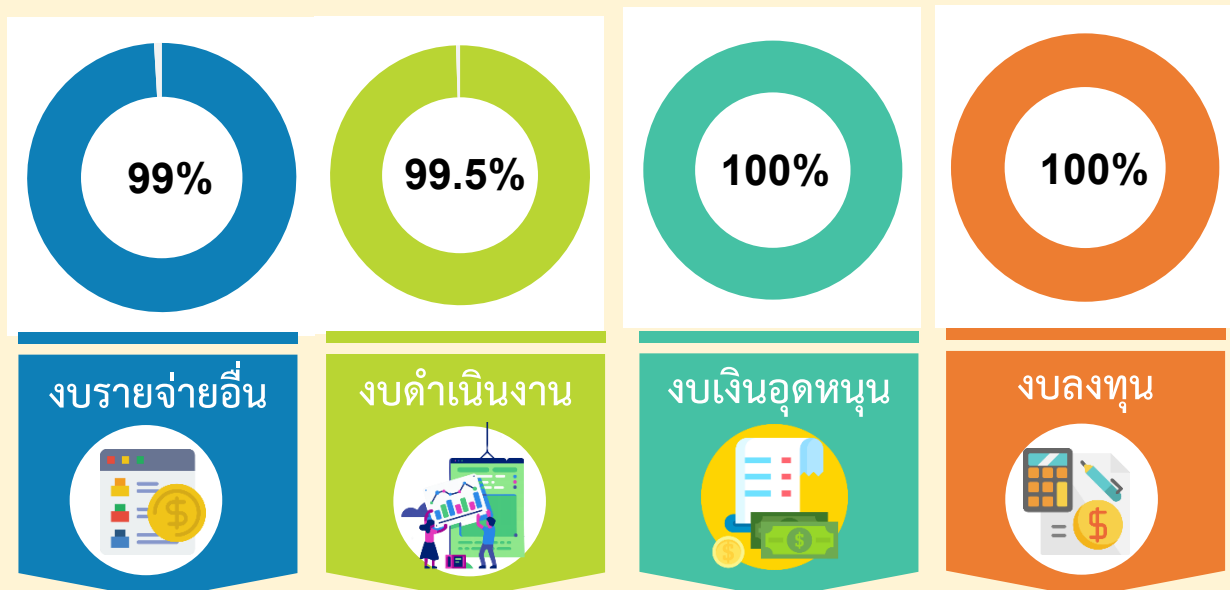 99%
99.5%
100%
100%
งบรายจ่ายอื่น
งบดำเนินงาน
งบเงินอุดหนุน
งบลงทุน